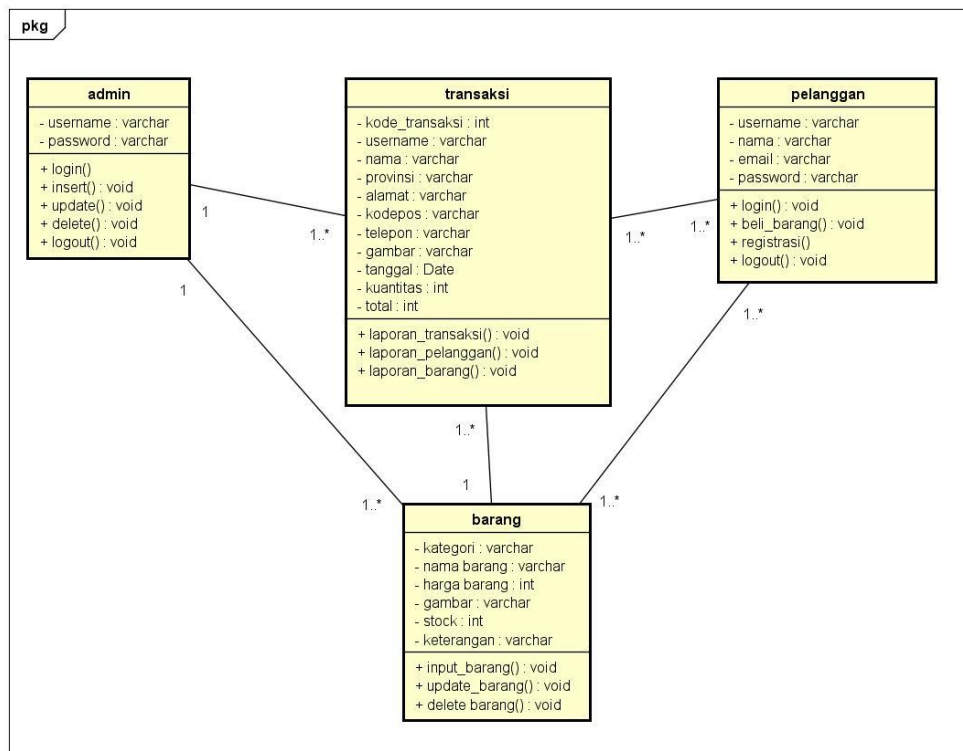 pkg
admin
- username : varchar
- password : varchar
+ login()
+ insert() : void
+ update() : void
+ delete() : void
+ logout() : void
transaksi
- kode_transaksi : int
- username : varchar
- nama : varchar
- provinsi : varchar
- alamat : varchar
- kodepos : varchar
- telepon : varchar
- gambar : varchar
- tanggal : Date
- kuantitas : int
- total : int
+ laporan_transaksi() : void
+ laporan_pelanggan() : void
+ laporan_barang() : void
pelanggan
- username : varchar
- nama : varchar
- email : varchar
- password : varchar
+ login() : void
+ beli_barang() : void
+ registrasi()
+ logout() : void
1
1..*
1..*
1..*
1
1..*
1..*
1
1..*
1..*
barang
- kategori : varchar
- nama barang : varchar
- harga barang : int
- gambar : varchar
- stock : int
- keterangan : varchar
+ input_barang() : void
+ update_barang() : void
+ delete barang() : void